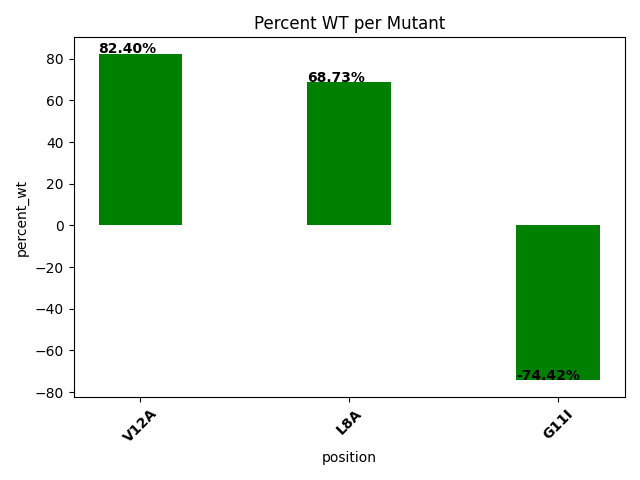 Percent WT per Mutant
82.40%
68.73%
-74.42%
80
60
40
20
0
−20
−40
−60
−80
percent_wt
V12A
L8A
G11I
position